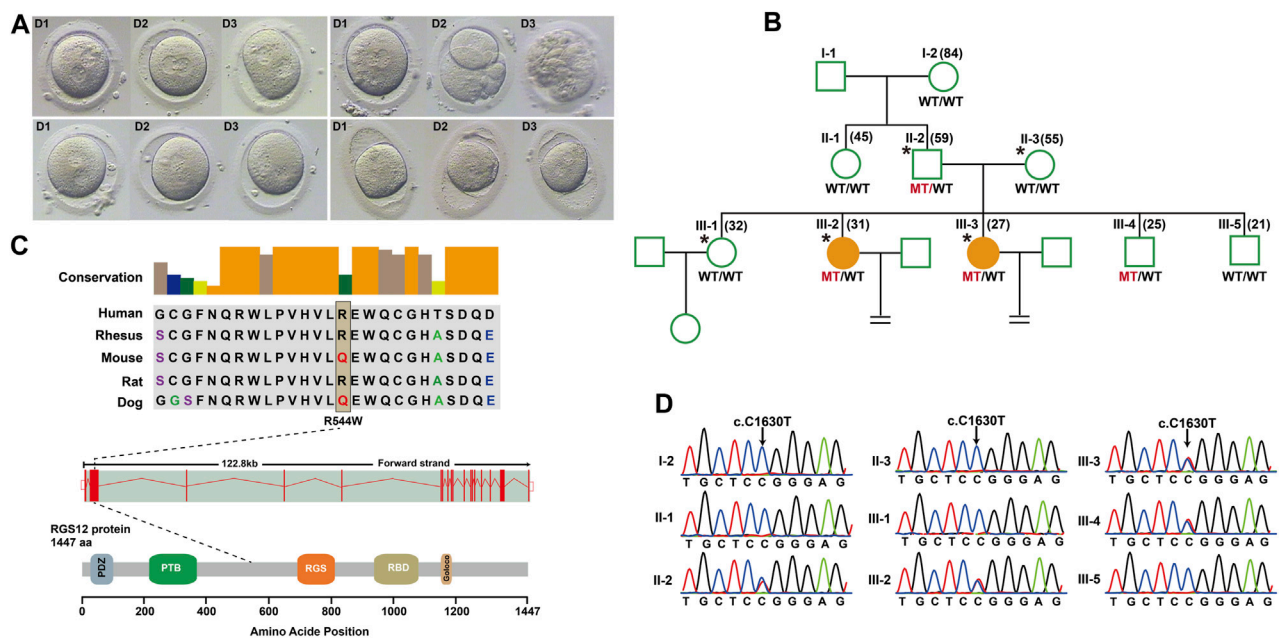 A
D1 D2 D3 D1 D2 D3
D1 D2 D3 D1 D2 D3
B
I-1 I-2 (84)
WT/WT
II-1 (45) II-2 (59) II-3 (55)
* *
WT/WT MT/WT WT/WT
III-1 (32) III-2 (31) III-3 (27) III-4 (25) III-5 (21)
* * *
WT/WT MT/WT MT/WT MT/WT WT/WT
C
Conservation
Human G C G F N Q R W L P V H V L R E W Q C G H T S D Q D
Rhesus S C G F N Q R W L P V H V L R E W Q C G H A S D Q E
Mouse S C G F N Q R W L P V H V L Q E W Q C G H A S D Q E
Rat S C G F N Q R W L P V H V L R E W Q C G H A S D Q E
Dog G G S F N Q R W L P V H V L Q E W Q C G H A S D Q E
R544W
122.8kb Forward strand
RGS12 protein
1447 aa
PDZ PTB RGS RBD Goloco
0 200 400 600 800 1000 1200 1447
Amino Acide Position
D
c.C1630T c.C1630T c.C1630T
I-2 II-3 III-3
T G C T C C G G G A G T G C T C C G G G A G T G C T C C G G G A G
II-1 III-1 III-4
T G C T C C G G G A G T G C T C C G G G A G T G C T C C G G G A G
II-2 III-2 III-5
T G C T C C G G G A G T G C T C C G G G A G T G C T C C G G G A G